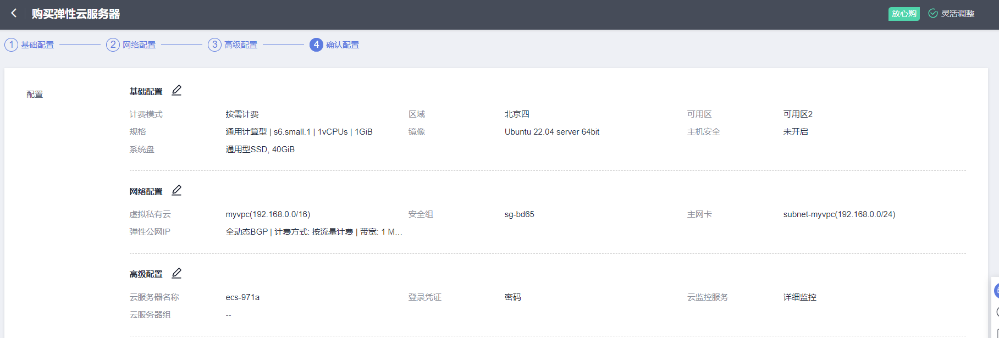 购买弹性云服务器 放心购 灵活调整
1 基础配置 2 网络配置 3 高级配置 4 确认配置
配置
基础配置
计费模式 按需计费 区域 北京四 可用区 可用区2
规格 通用计算型 | s6.small.1 | 1vCPUs | 1GiB 镜像 Ubuntu 22.04 server 64bit 主机安全 未开启
系统盘 通用型SSD, 40GiB
网络配置
虚拟私有云 myvpc(192.168.0.0/16) 安全组 sg-bd65 主网卡 subnet-myvpc(192.168.0.0/24)
弹性公网IP 全动态BGP | 计费方式: 按流量计费 | 带宽: 1 M...
高级配置
云服务器名称 ecs-971a 登录凭证 密码 云监控服务 详细监控
云服务器组 --